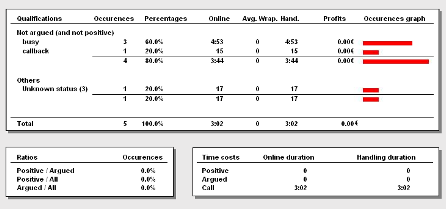 Qualifications Occurences Percentages Online Avg. Wrap. Hand. Profits Occurences graph
Not argued (and not positive)
busy 3 60.0% 4:53 0 4:53 0.00€
callback 1 20.0% 15 0 15 0.00€
4 80.0% 3:44 0 3:44 0.00€
Others
Unknown status (3) 1 20.0% 17 0 17
1 20.0% 17 0 17
Total 5 100.0% 3:02 0 3:02 0.00€
Ratios Occurences
Positive / Argued 0.0%
Positive / All 0.0%
Argued / All 0.0%
Time costs Online duration Handling duration
Positive 0 0
Argued 0 0
Call 3:02 3:02